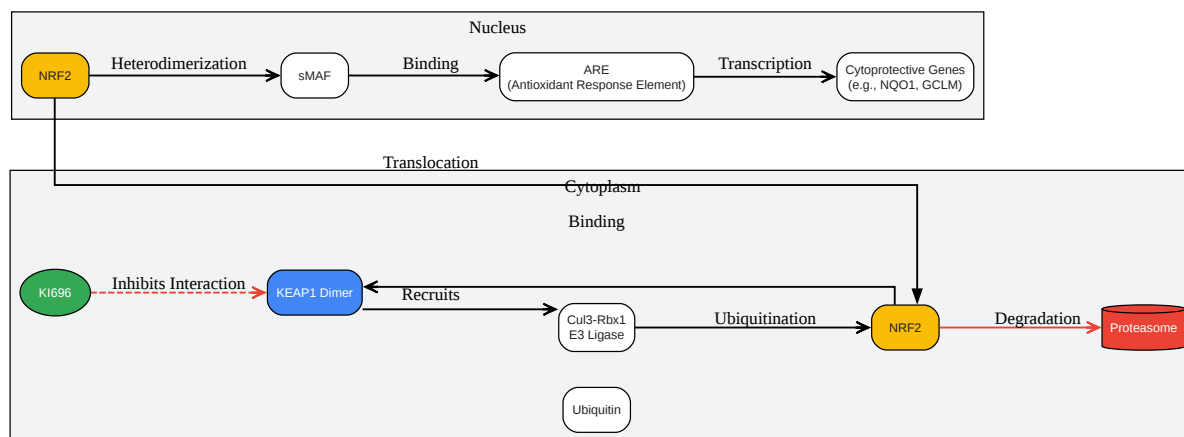 Nucleus
NRF2
Heterodimerization
sMAF
Binding
ARE
(Antioxidant Response Element)
Transcription
Cytoprotective Genes
(e.g., NQO1, GCLM)
Translocation
Cytoplasm
Binding
KI696
Inhibits Interaction
KEAP1 Dimer
Recruits
Cul3-Rbx1
E3 Ligase
Ubiquitination
NRF2
Degradation
Proteasome
Ubiquitin